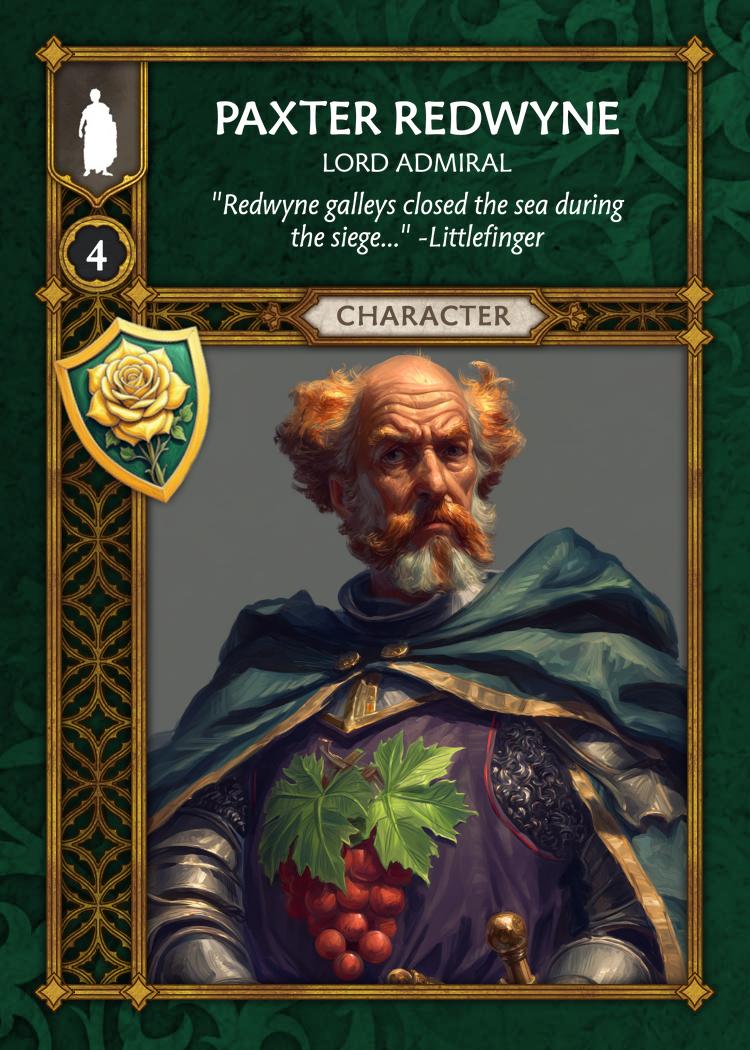 PAXTER REDWYNE
LORD ADMIRAL
"Redwyne galleys closed the sea during
the siege..." -Littlefinger
4
CHARACTER